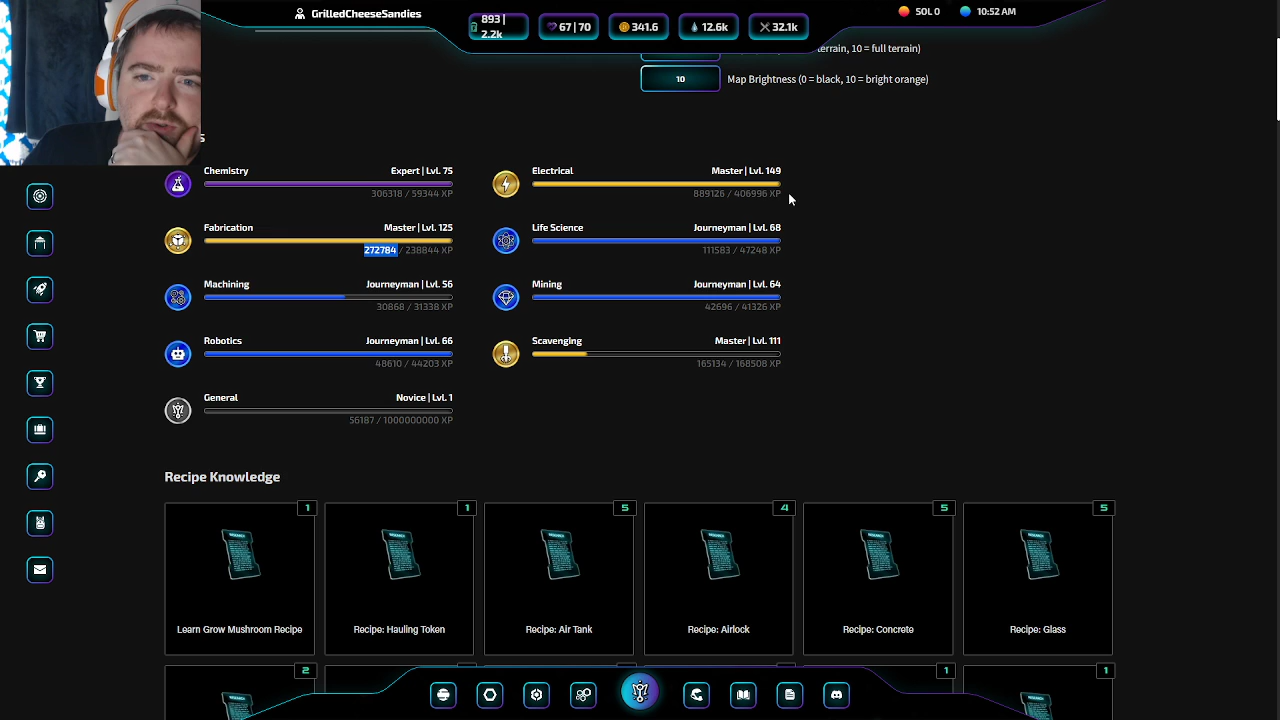 GrilledCheeseSandies
893 |
2.2k
67 | 70
341.6
12.6k
32.1k
SOL 0
10:52 AM
terrain, 10 = full terrain)
10
Map Brightness (0 = black, 10 = bright orange)
s
Chemistry
Expert | Lvl. 75
306318 / 59344 XP
Electrical
Master | Lvl. 149
889126 / 406996 XP
Fabrication
Master | Lvl. 125
272784 / 238844 XP
Life Science
Journeyman | Lvl. 68
111583 / 47248 XP
Machining
Journeyman | Lvl. 56
30868 / 31338 XP
Mining
Journeyman | Lvl. 64
42696 / 41326 XP
Robotics
Journeyman | Lvl. 66
48610 / 44203 XP
Scavenging
Master | Lvl. 111
165134 / 168508 XP
General
Novice | Lvl. 1
56187 / 1000000000 XP
Recipe Knowledge
1
1
5
4
5
5
Learn Grow Mushroom Recipe
Recipe: Hauling Token
Recipe: Air Tank
Recipe: Airlock
Recipe: Concrete
Recipe: Glass
2
1
1